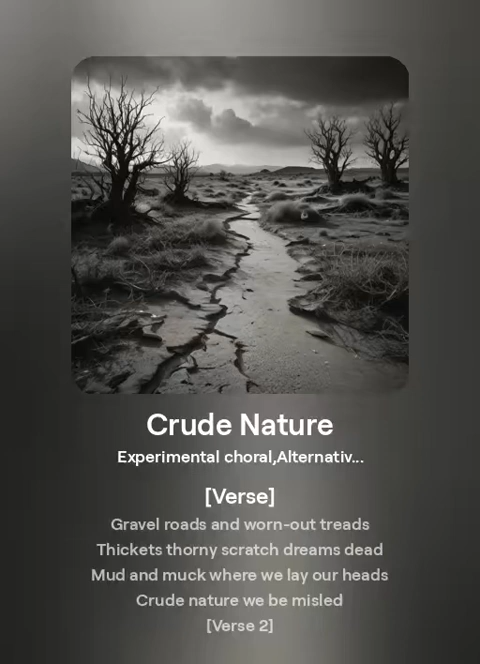 Crude Nature
Experimental choral,Alternativ...
[Verse]
Gravel roads and worn-out treads
Thickets thorny scratch dreams dead
Mud and muck where we lay our heads
Crude nature we be misled
[Verse 2]